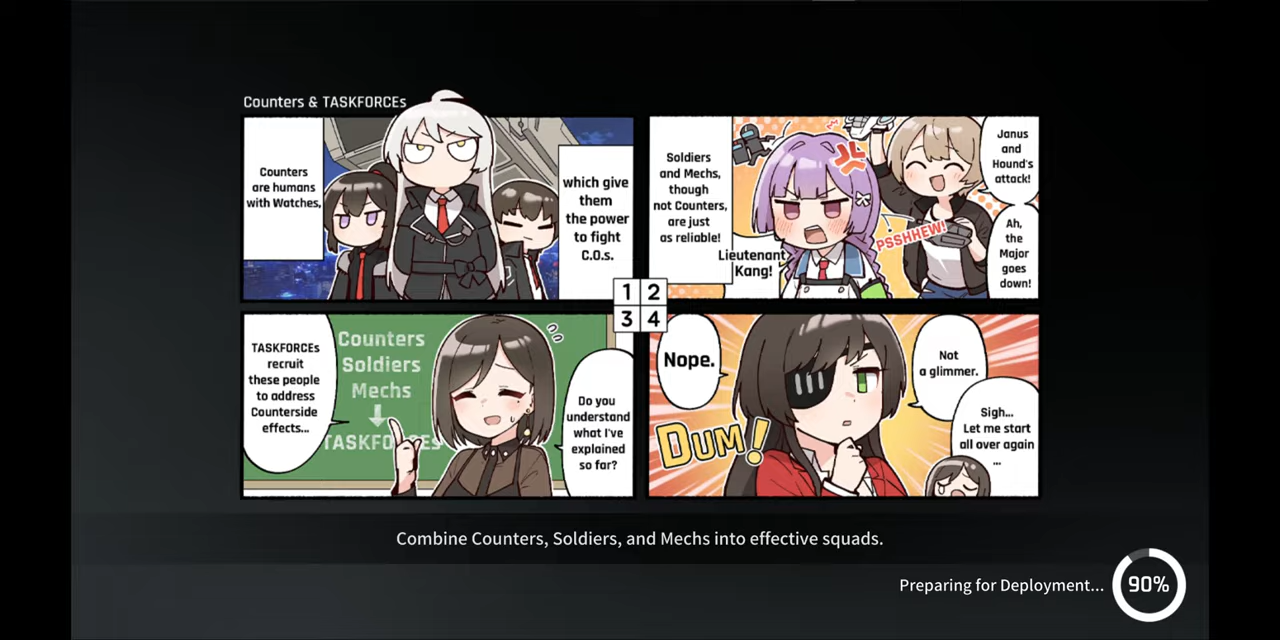 Counters & TASKFORCEs
Counters
are humans
with Watches,
which give
them
the power
to fight
C.O.s.
Soldiers
and Mechs,
though
not Counters,
are just
as reliable!
Lieutenant
Kang!
PSSHHEW!
Janus
and
Hound's
attack!
Ah,
the
Major
goes
down!
1 2
3 4
TASKFORCEs
recruit
these people
to address
Counterside
effects...
Counters
Soldiers
Mechs
TASKFORCES
Do you
understand
what I've
explained
so far?
Nope.
DUM!
Not
a glimmer.
Sigh...
Let me start
all over again
...
Combine Counters, Soldiers, and Mechs into effective squads.
Preparing for Deployment...
90%